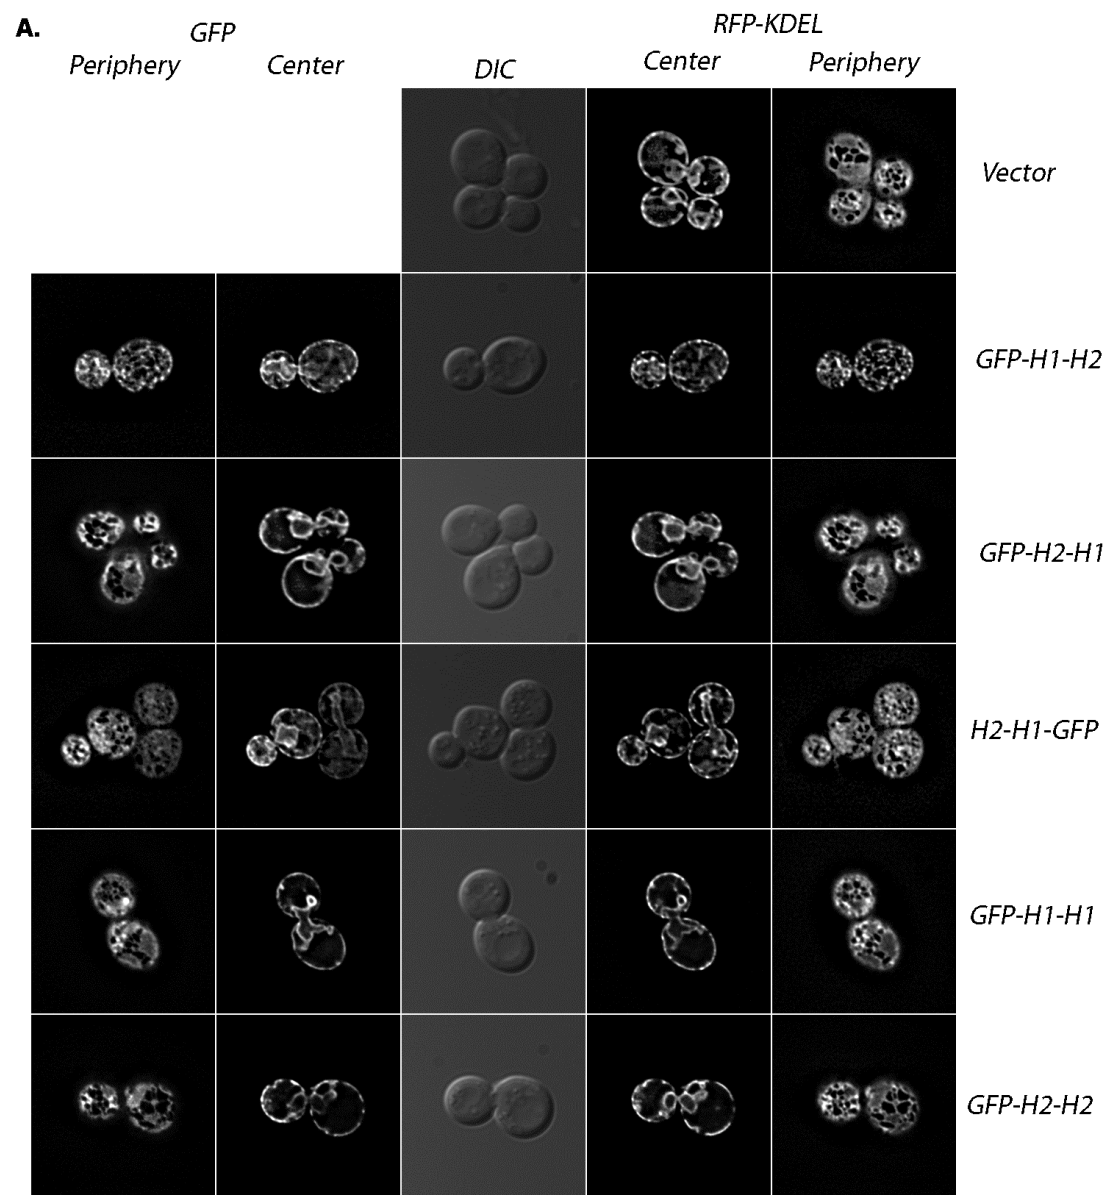 A.
GFP
RFP-KDEL
Periphery
Center
DIC
Center
Periphery
Vector
GFP-H1-H2
GFP-H2-H1
H2-H1-GFP
GFP-H1-H1
GFP-H2-H2